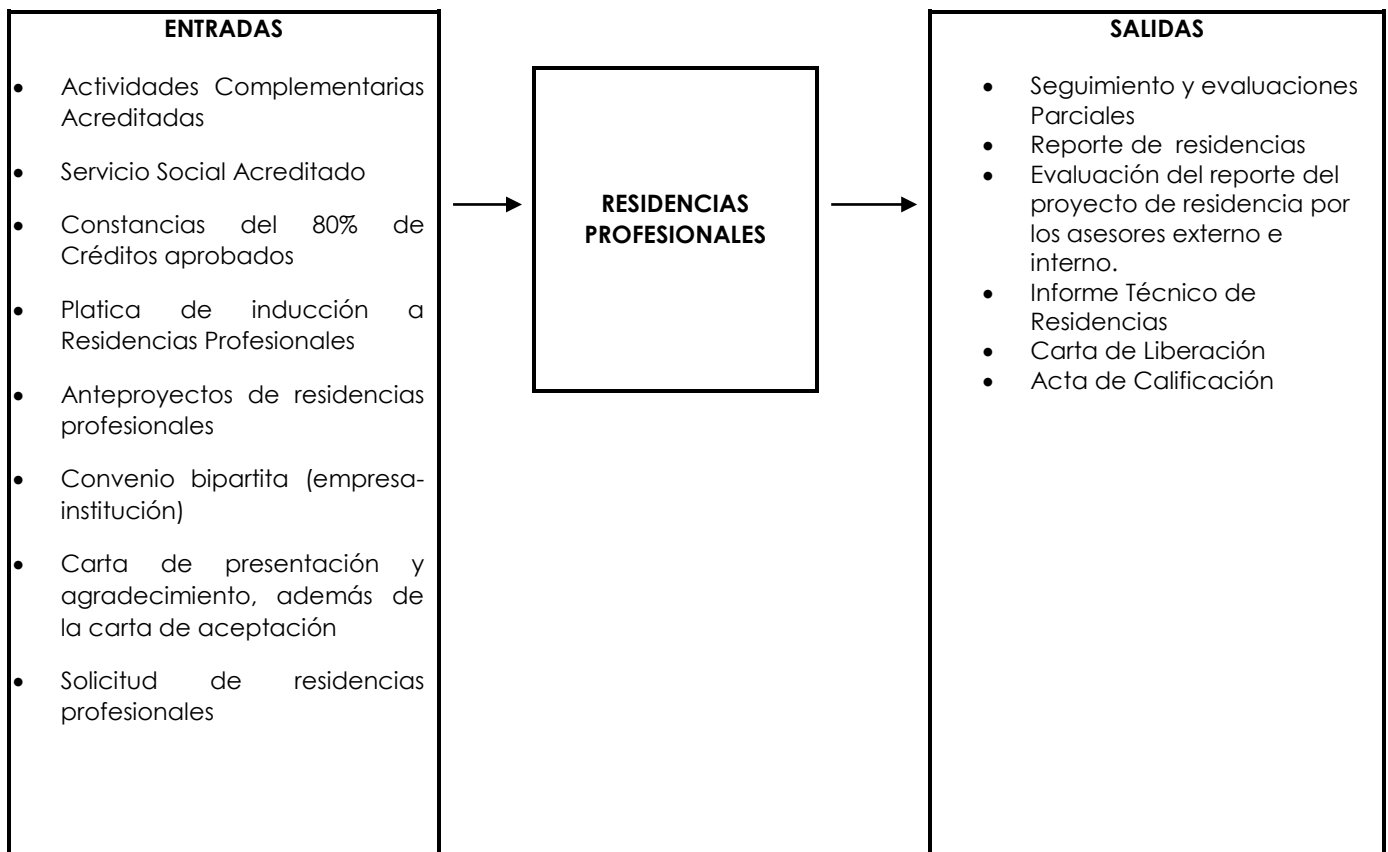 ENTRADAS
• Actividades Complementarias
Acreditadas
• Servicio Social Acreditado
• Constancias del 80% de
Créditos aprobados
• Platica de inducción a
Residencias Profesionales
• Anteproyectos de residencias
profesionales
• Convenio bipartita (empresa-
institución)
• Carta de presentación y
agradecimiento, además de
la carta de aceptación
• Solicitud de residencias
profesionales
RESIDENCIAS
PROFESIONALES
SALIDAS
• Seguimiento y evaluaciones
Parciales
• Reporte de residencias
• Evaluación del reporte del
proyecto de residencia por
los asesores externo e
interno.
• Informe Técnico de
Residencias
• Carta de Liberación
• Acta de Calificación